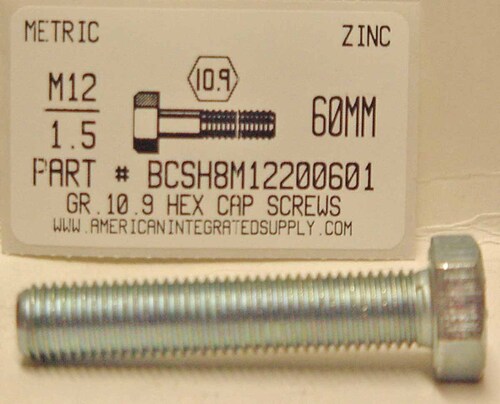 METRIC
ZINC
M12
1.5
10.9
60MM
PART # BCSH8M12200601
GR.10.9 HEX CAP SCREWS
WWW.AMERICANINTEGRATEDSUPPLY.COM